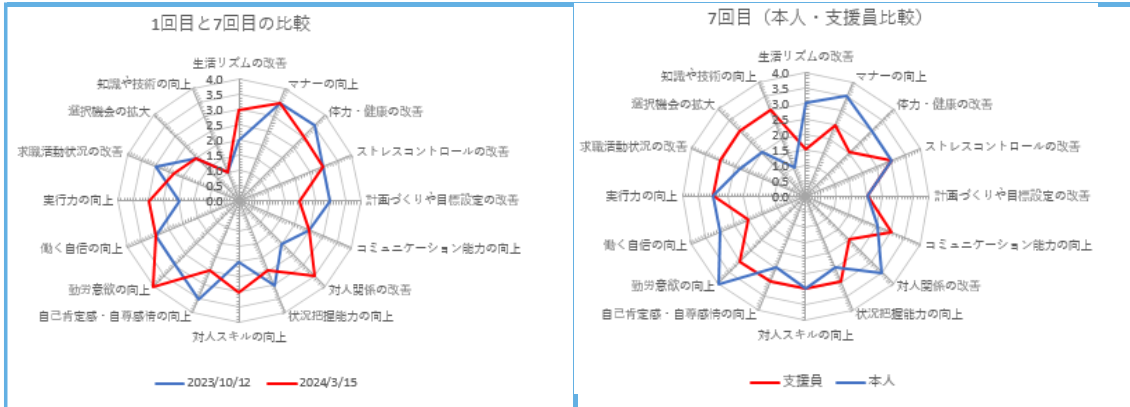 1回目と7回目の比較
生活リズムの改善
マナーの向上
体力・健康の改善
ストレスコントロールの改善
計画づくりや目標設定の改善
コミュニケーション能力の向上
対人関係の改善
状況把握能力の向上
対人スキルの向上
自己肯定感・自尊感情の向上
勤労意欲の向上
働く自信の向上
実行力の向上
求職活動状況の改善
選択機会の拡大
知識や技術の向上
4.0
3.5
3.0
2.5
2.0
1.5
1.0
0.5
0.0
2023/10/12
2024/3/15
7回目（本人・支援員比較）
生活リズムの改善
マナーの向上
体力・健康の改善
ストレスコントロールの改善
計画づくりや目標設定の改善
コミュニケーション能力の向上
対人関係の改善
状況把握能力の向上
対人スキルの向上
自己肯定感・自尊感情の向上
勤労意欲の向上
働く自信の向上
実行力の向上
求職活動状況の改善
選択機会の拡大
知識や技術の向上
4.0
3.5
3.0
2.5
2.0
1.5
1.0
0.5
0.0
支援員
本人